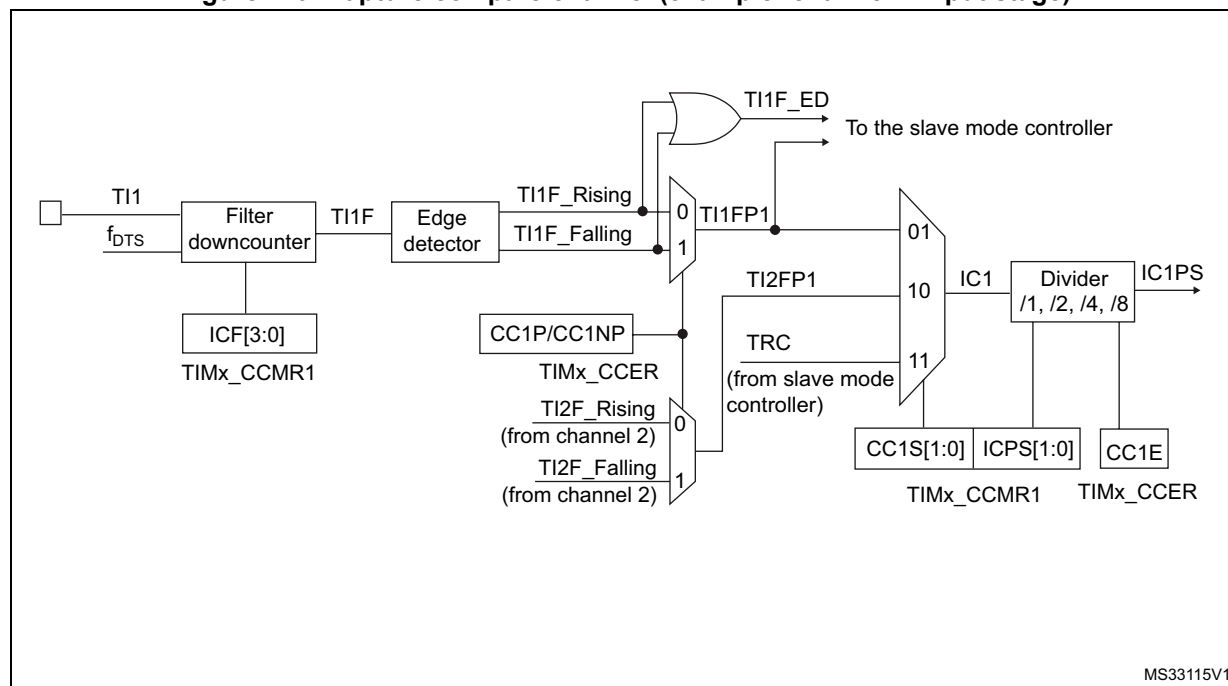 TI1F_ED
To the slave mode controller
TI1
f_DTS
Filter
downcounter
TI1F
Edge
detector
TI1F_Rising
TI1F_Falling
0
1
TI1FP1
01
TI2FP1
10
IC1
Divider
/1, /2, /4, /8
IC1PS
ICF[3:0]
TIMx_CCMR1
CC1P/CC1NP
TIMx_CCER
TRC
11
(from slave mode
controller)
TI2F_Rising
(from channel 2)
0
TI2F_Falling
(from channel 2)
1
CC1S[1:0]
ICPS[1:0]
CC1E
TIMx_CCMR1
TIMx_CCER
MS33115V1